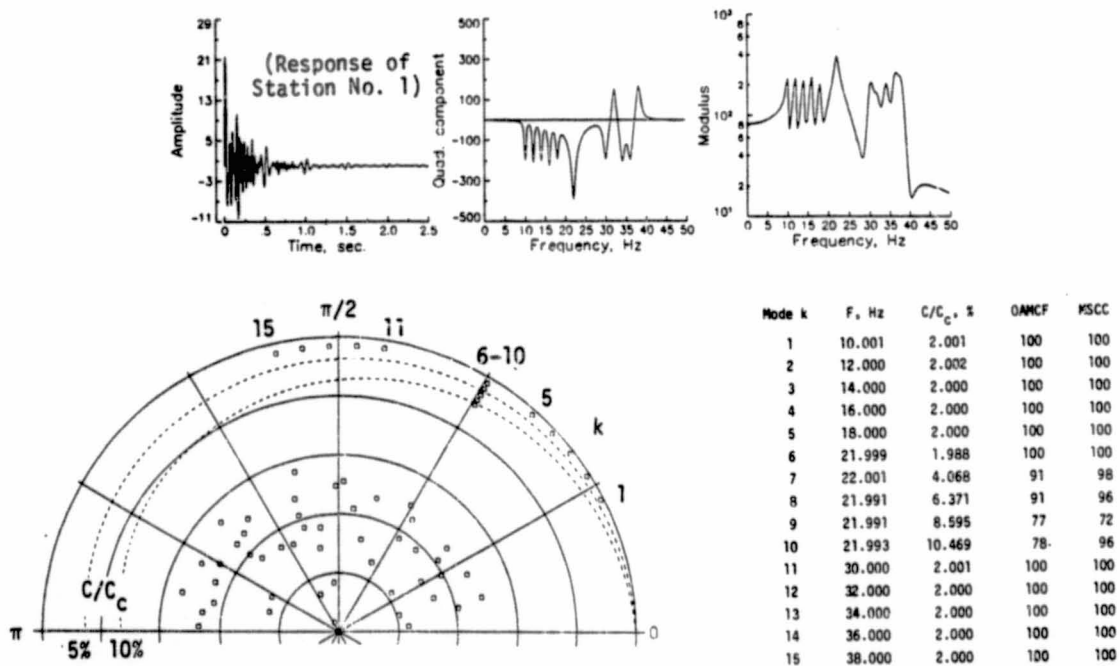 29
21
13
5
-3
-11
Amplitude
(Response of
Station No. 1)
0 .5 1.0 1.5 2.0 2.5
Time, sec.
500
300
100
-100
-300
-500
Quad. component
0 5 10 15 20 25 30 35 40 45 50
Frequency, Hz
10³
8
6
4
2
10²
8
6
4
2
10¹
Modulus
0 5 10 15 20 25 30 35 40 45 50
Frequency, Hz
π/2
15
11
6-10
5
k
1
C/C_c
π
5%
10%
0
Mode k F, Hz C/C_c, % OAMCF MSCC
1 10.001 2.001 100 100
2 12.000 2.002 100 100
3 14.000 2.000 100 100
4 16.000 2.000 100 100
5 18.000 2.000 100 100
6 21.999 1.988 100 100
7 22.001 4.068 91 98
8 21.991 6.371 91 96
9 21.991 8.595 77 72
10 21.993 10.469 78 96
11 30.000 2.001 100 100
12 32.000 2.000 100 100
13 34.000 2.000 100 100
14 36.000 2.000 100 100
15 38.000 2.000 100 100